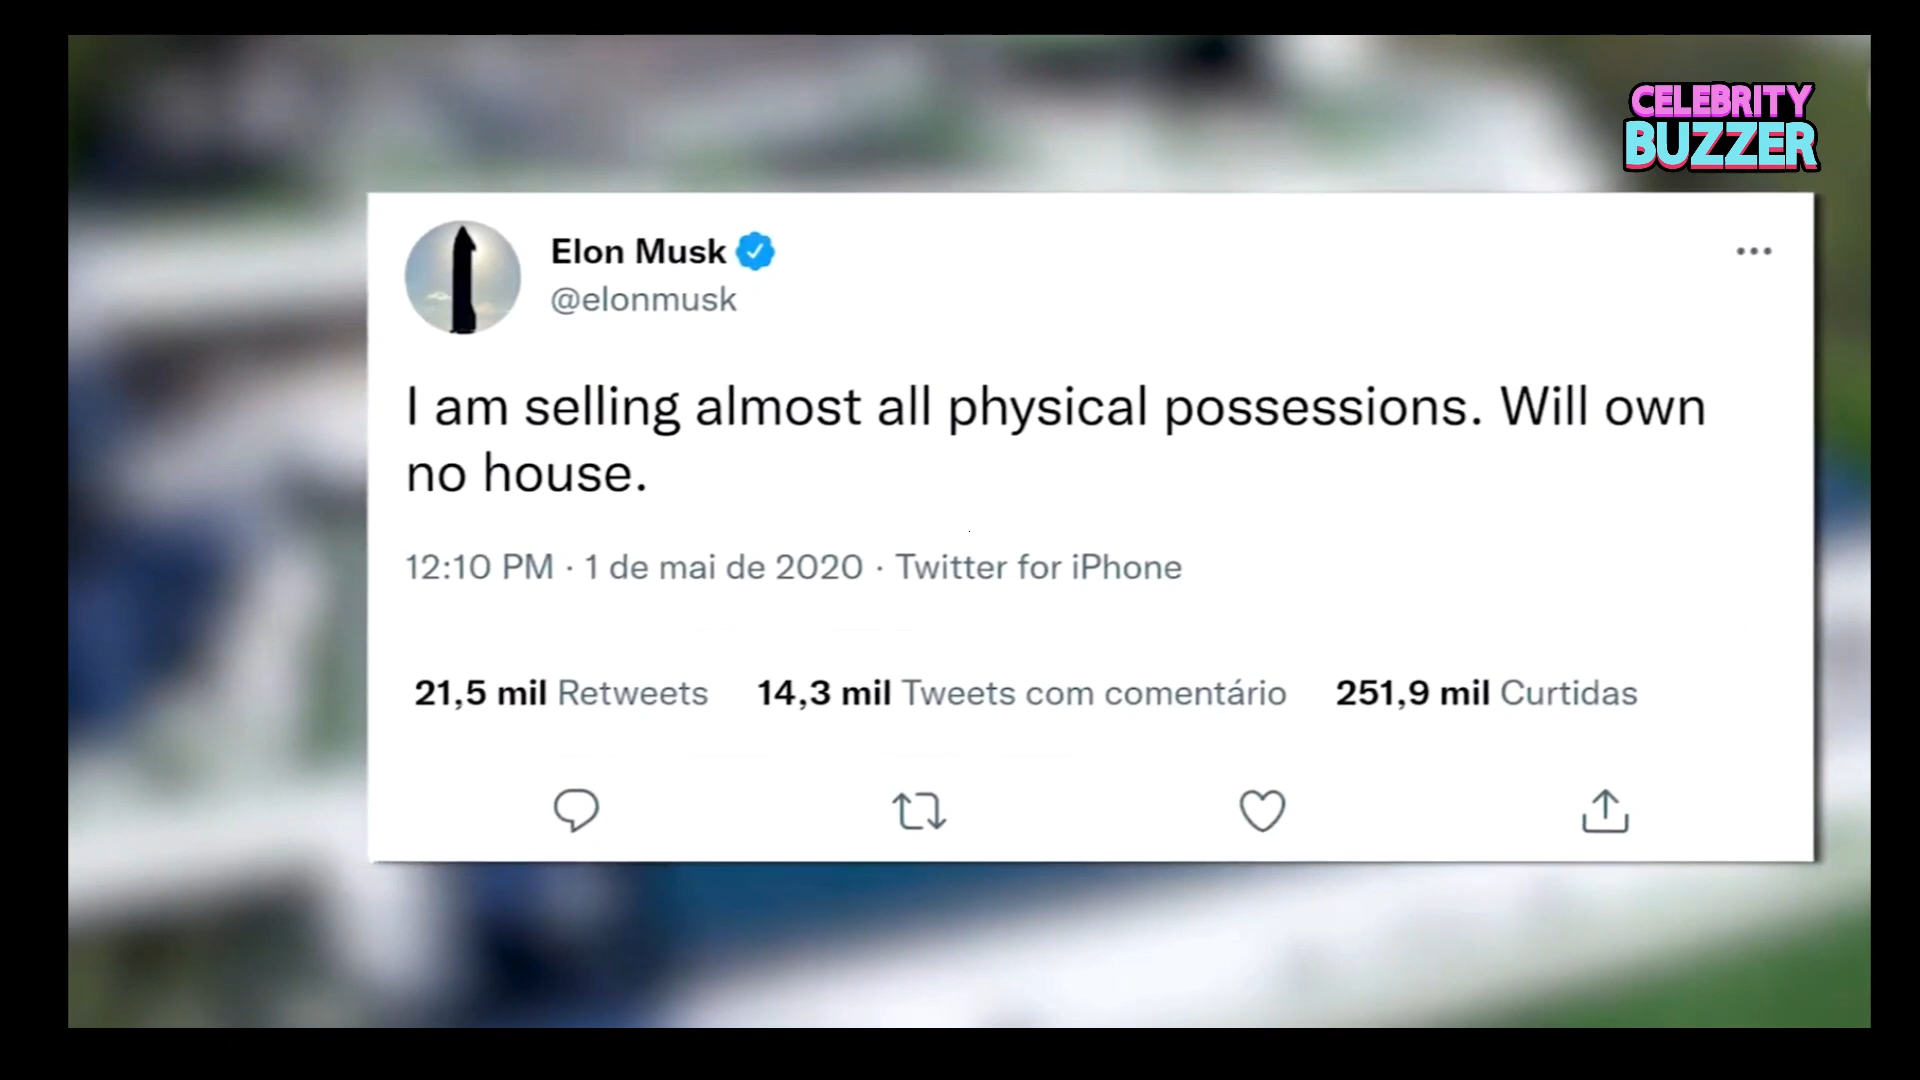 CELEBRITY
BUZZER
Elon Musk
@elonmusk
I am selling almost all physical possessions. Will own
no house.
12:10 PM · 1 de mai de 2020 · Twitter for iPhone
21,5 mil Retweets 14,3 mil Tweets com comentário 251,9 mil Curtidas